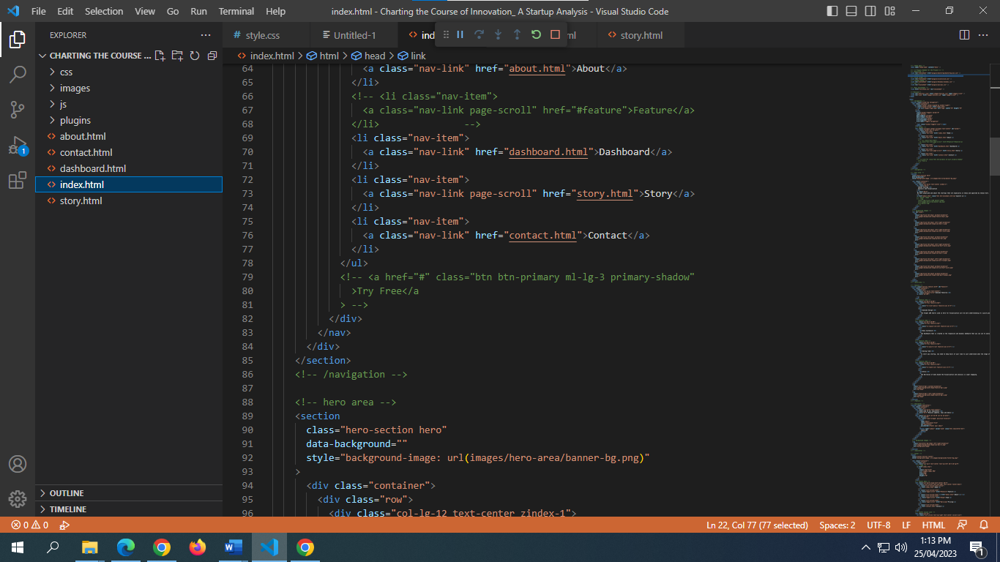 File Edit Selection View Go Run Terminal Help index.html - Charting the Course of Innovation_ A Startup Analysis - Visual Studio Code
EXPLORER
style.css Untitled-1 story.html
CHARTING THE COURSE ...
index.html > html > head > link
css
images
js
plugins
about.html
contact.html
dashboard.html
index.html
story.html
64 <a class="nav-link" href="about.html">About</a>
65 </li>
66 <!-- <li class="nav-item">
67 <a class="nav-link page-scroll" href="#feature">Feature</a>
68 </li> -->
69 <li class="nav-item">
70 <a class="nav-link" href="dashboard.html">Dashboard</a>
71 </li>
72 <li class="nav-item">
73 <a class="nav-link page-scroll" href="story.html">Story</a>
74 </li>
75 <li class="nav-item">
76 <a class="nav-link" href="contact.html">Contact</a>
77 </li>
78 </ul>
79 <!-- <a href="#" class="btn btn-primary ml-lg-3 primary-shadow"
80 >Try Free</a
81 > -->
82 </div>
83 </nav>
84 </div>
85 </section>
86 <!-- /navigation -->
87
88 <!-- hero area -->
89 <section
90 class="hero-section hero"
91 data-background=""
92 style="background-image: url(images/hero-area/banner-bg.png)"
93 >
94 <div class="container">
95 <div class="row">
96 <div class="col-lg-12 text-center zindex-1">
1
OUTLINE
TIMELINE
0 0 Ln 22, Col 77 (77 selected) Spaces: 2 UTF-8 LF HTML
1:13 PM
25/04/2023
1